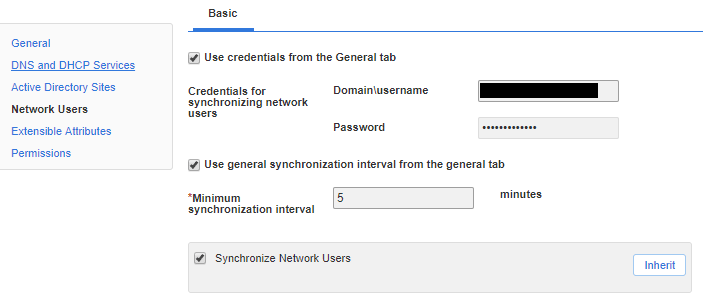 Basic
General
DNS and DHCP Services
Active Directory Sites
Network Users
Extensible Attributes
Permissions
Use credentials from the General tab
Credentials for
synchronizing network
users
Domain\username
Password
•••••••••••••
Use general synchronization interval from the general tab
*Minimum
synchronization interval
5
minutes
Synchronize Network Users
Inherit